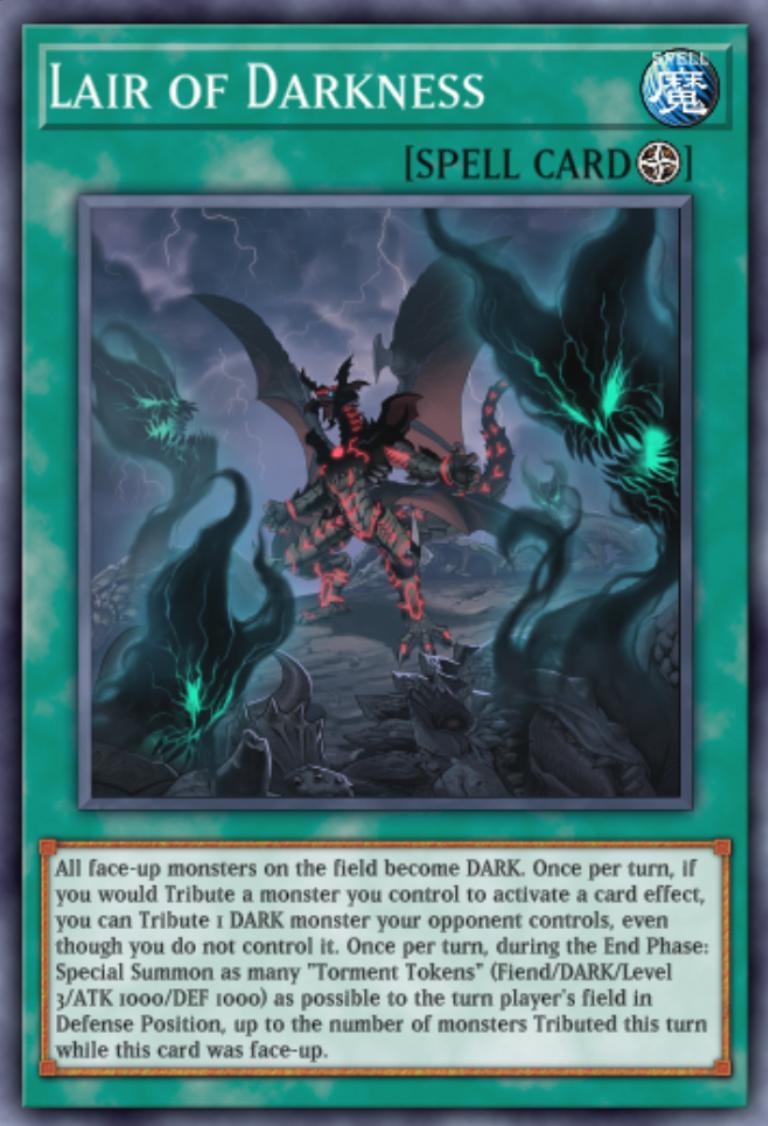 Lair of Darkness
SPELL
魔
[SPELL CARD]
All face-up monsters on the field become DARK. Once per turn, if
you would Tribute a monster you control to activate a card effect,
you can Tribute 1 DARK monster your opponent controls, even
though you do not control it. Once per turn, during the End Phase:
Special Summon as many "Torment Tokens" (Fiend/DARK/Level
3/ATK 1000/DEF 1000) as possible to the turn player's field in
Defense Position, up to the number of monsters Tributed this turn
while this card was face-up.